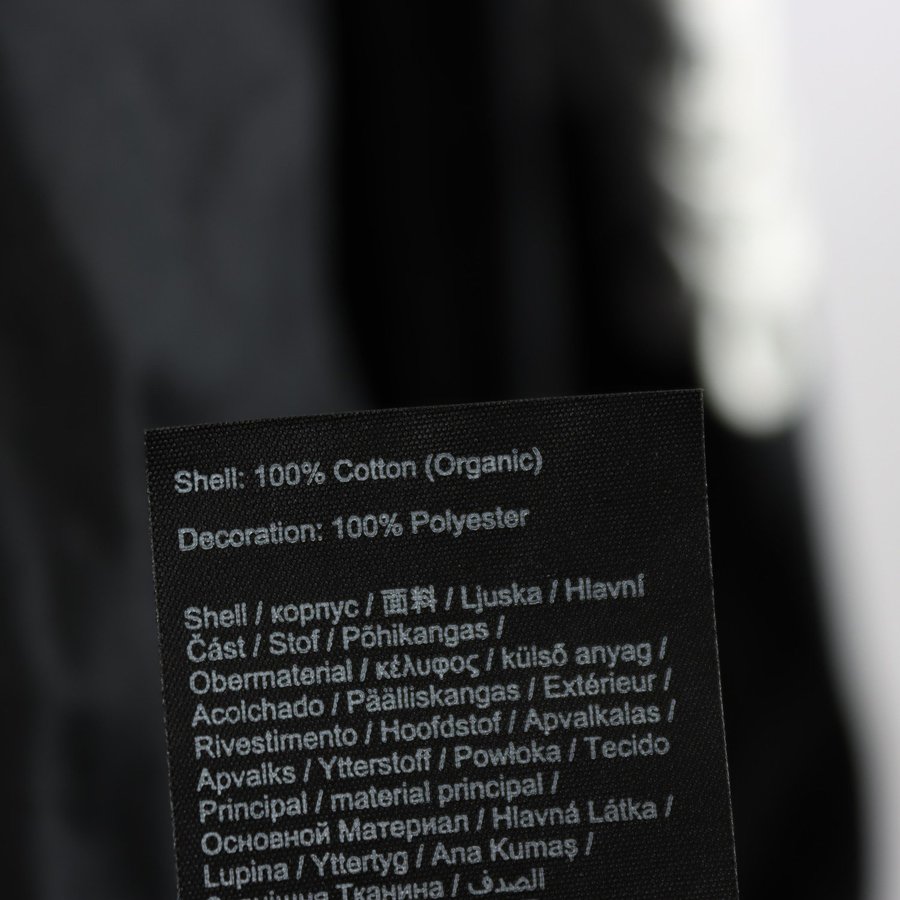 Shell: 100% Cotton (Organic)
Decoration: 100% Polyester
Shell / корпус / 面料 / Ljuska / Hlavní
Část / Stof / Põhikangas /
Obermaterial / κέλυφος / külső anyag /
Acolchado / Päälliskangas / Extérieur /
Rivestimento / Hoofdstof / Apvalkalas /
Apvalks / Ytterstoff / Powłoka / Tecido
Principal / material principal /
Основной Материал / Hlavná Látka /
Lupina / Yttertyg / Ana Kumaş /
Тканина / الصدف